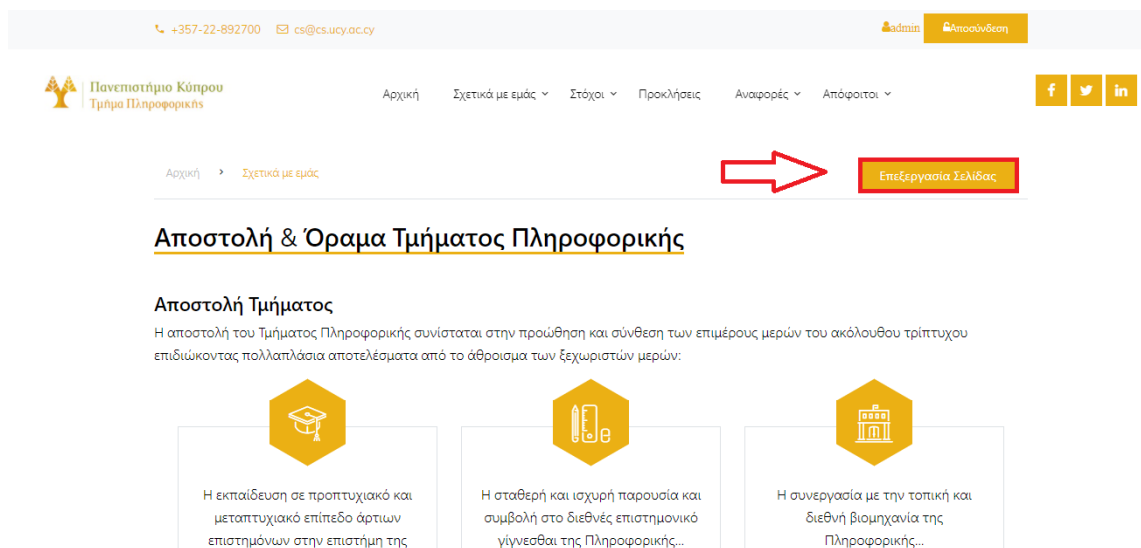 +357-22-892700 cs@cs.ucy.ac.cy admin Αποσύνδεση
Πανεπιστήμιο Κύπρου
Τμήμα Πληροφορικής
Αρχική Σχετικά με εμάς Στόχοι Προκλήσεις Αναφορές Απόφοιτοι
Αρχική > Σχετικά με εμάς
Επεξεργασία Σελίδας
Αποστολή & Όραμα Τμήματος Πληροφορικής
Αποστολή Τμήματος
Η αποστολή του Τμήματος Πληροφορικής συνίσταται στην προώθηση και σύνθεση των επιμέρους μερών του ακόλουθου τρίπτυχου
επιδιώκοντας πολλαπλάσια αποτελέσματα από το άθροισμα των ξεχωριστών μερών:
Η εκπαίδευση σε προπτυχιακό και
μεταπτυχιακό επίπεδο άρτιων
επιστημόνων στην επιστήμη της
Η σταθερή και ισχυρή παρουσία και
συμβολή στο διεθνές επιστημονικό
γίγνεσθαι της Πληροφορικής...
Η συνεργασία με την τοπική και
διεθνή βιομηχανία της
Πληροφορικής...